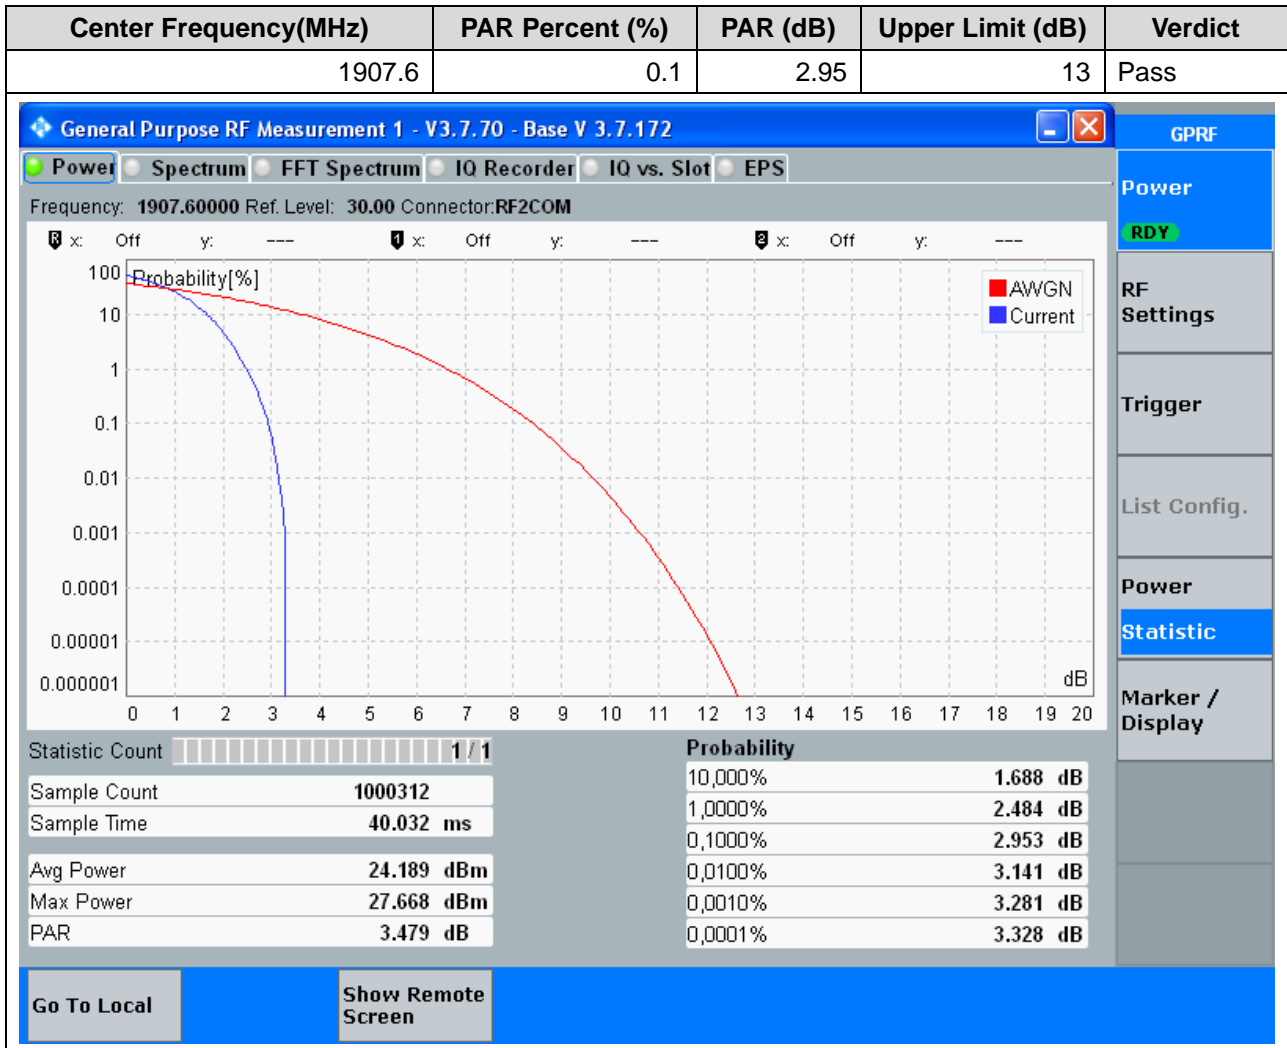 Center Frequency(MHz) PAR Percent (%) PAR (dB) Upper Limit (dB) Verdict
1907.6 0.1 2.95 13 Pass
General Purpose RF Measurement 1 - V3.7.70 - Base V 3.7.172
GPRF
Power Spectrum FFT Spectrum IQ Recorder IQ vs. Slot EPS
Power
RDY
Frequency: 1907.60000 Ref. Level: 30.00 Connector:RF2COM
R x: Off y: --- 1 x: Off y: --- 2 x: Off y: ---
Probability[%]
AWGN
Current
100
10
1
0.1
0.01
0.001
0.0001
0.00001
0.000001
dB
0 1 2 3 4 5 6 7 8 9 10 11 12 13 14 15 16 17 18 19 20
RF
Settings
Trigger
List Config.
Power
Statistic
Marker /
Display
Statistic Count 1 / 1
Sample Count 1000312
Sample Time 40.032 ms
Avg Power 24.189 dBm
Max Power 27.668 dBm
PAR 3.479 dB
Probability
10,000% 1.688 dB
1,0000% 2.484 dB
0,1000% 2.953 dB
0,0100% 3.141 dB
0,0010% 3.281 dB
0,0001% 3.328 dB
Go To Local
Show Remote
Screen